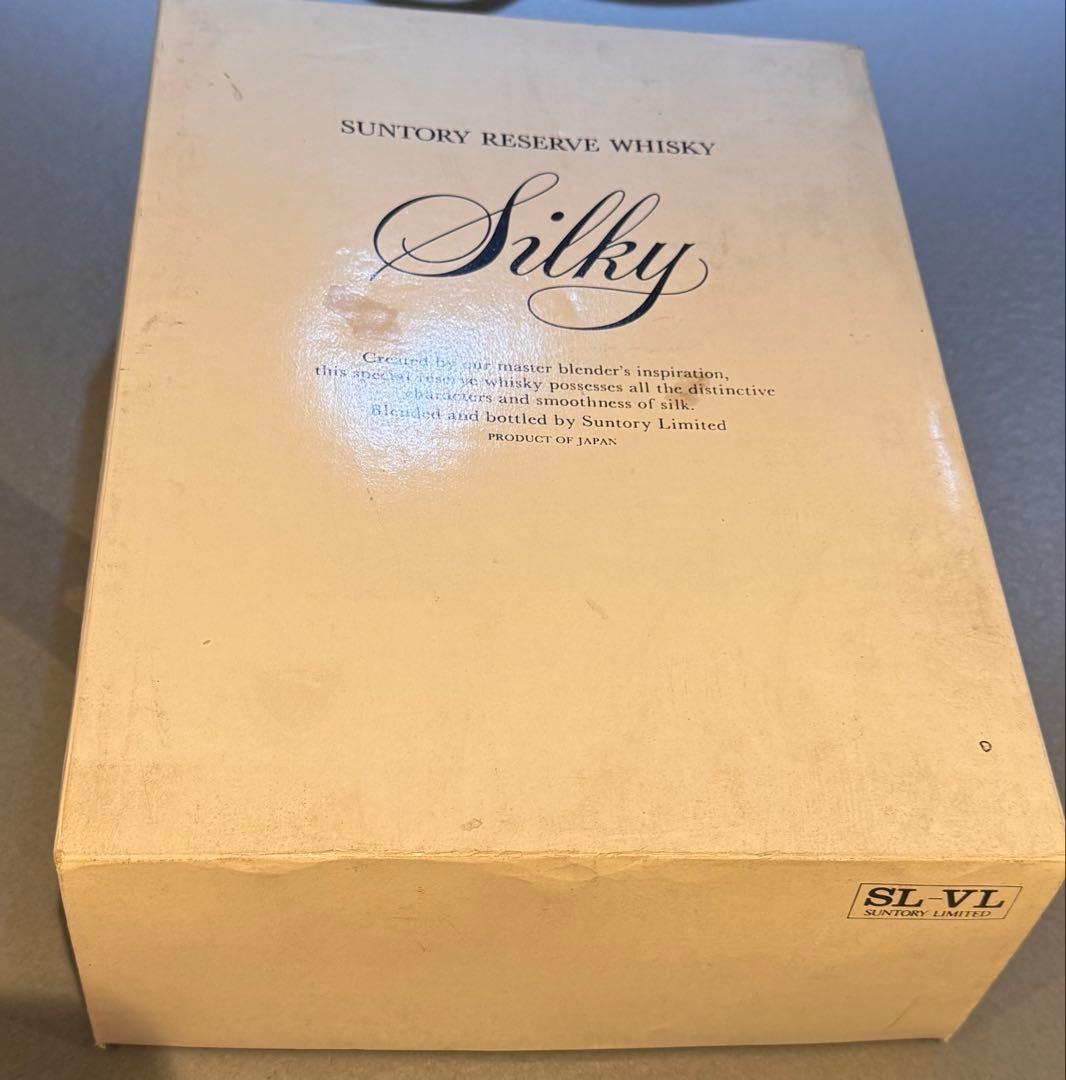 SUNTORY RESERVE WHISKY
Silky
Created by our master blender's inspiration,
this special reserve whisky possesses all the distinctive
characters and smoothness of silk.
Blended and bottled by Suntory Limited
PRODUCT OF JAPAN
D
SL-VL
SUNTORY LIMITED